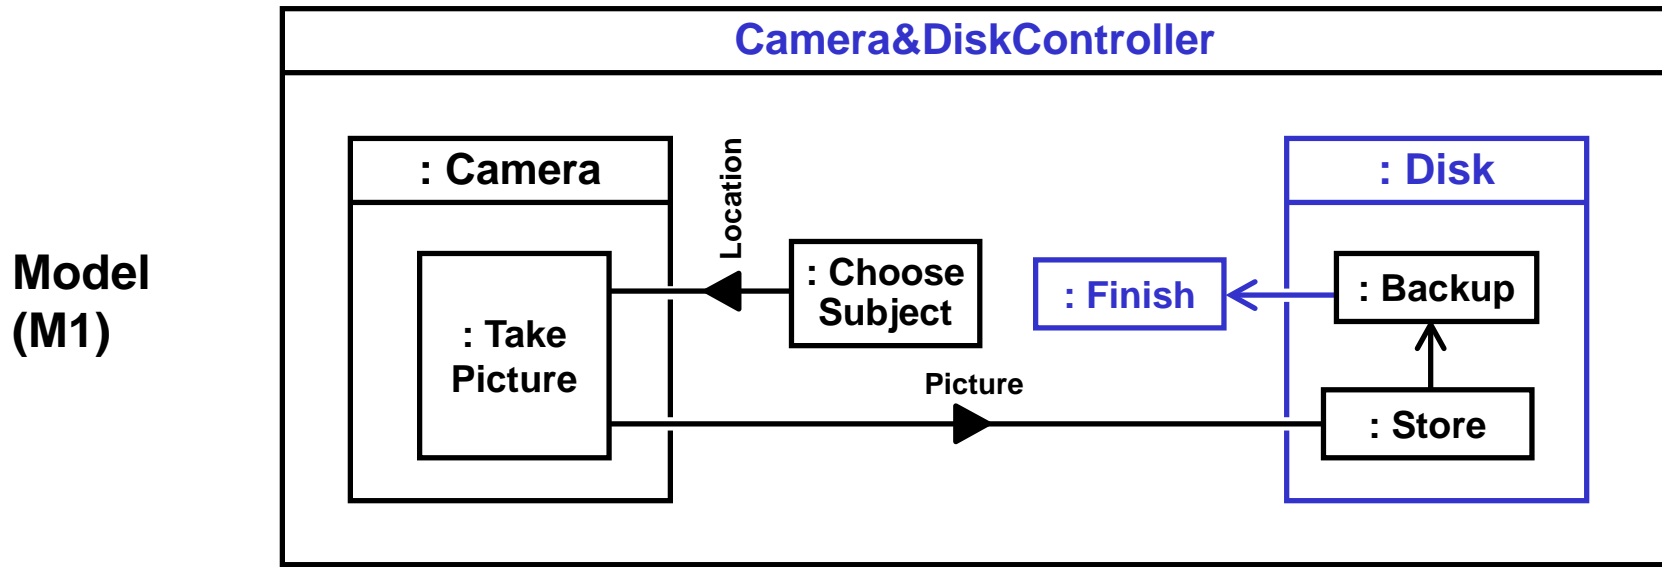 Camera&DiskController
Model
(M1)
: Camera
Location
: Disk
: Choose
Subject
: Finish
: Backup
: Take
Picture
Picture
: Store